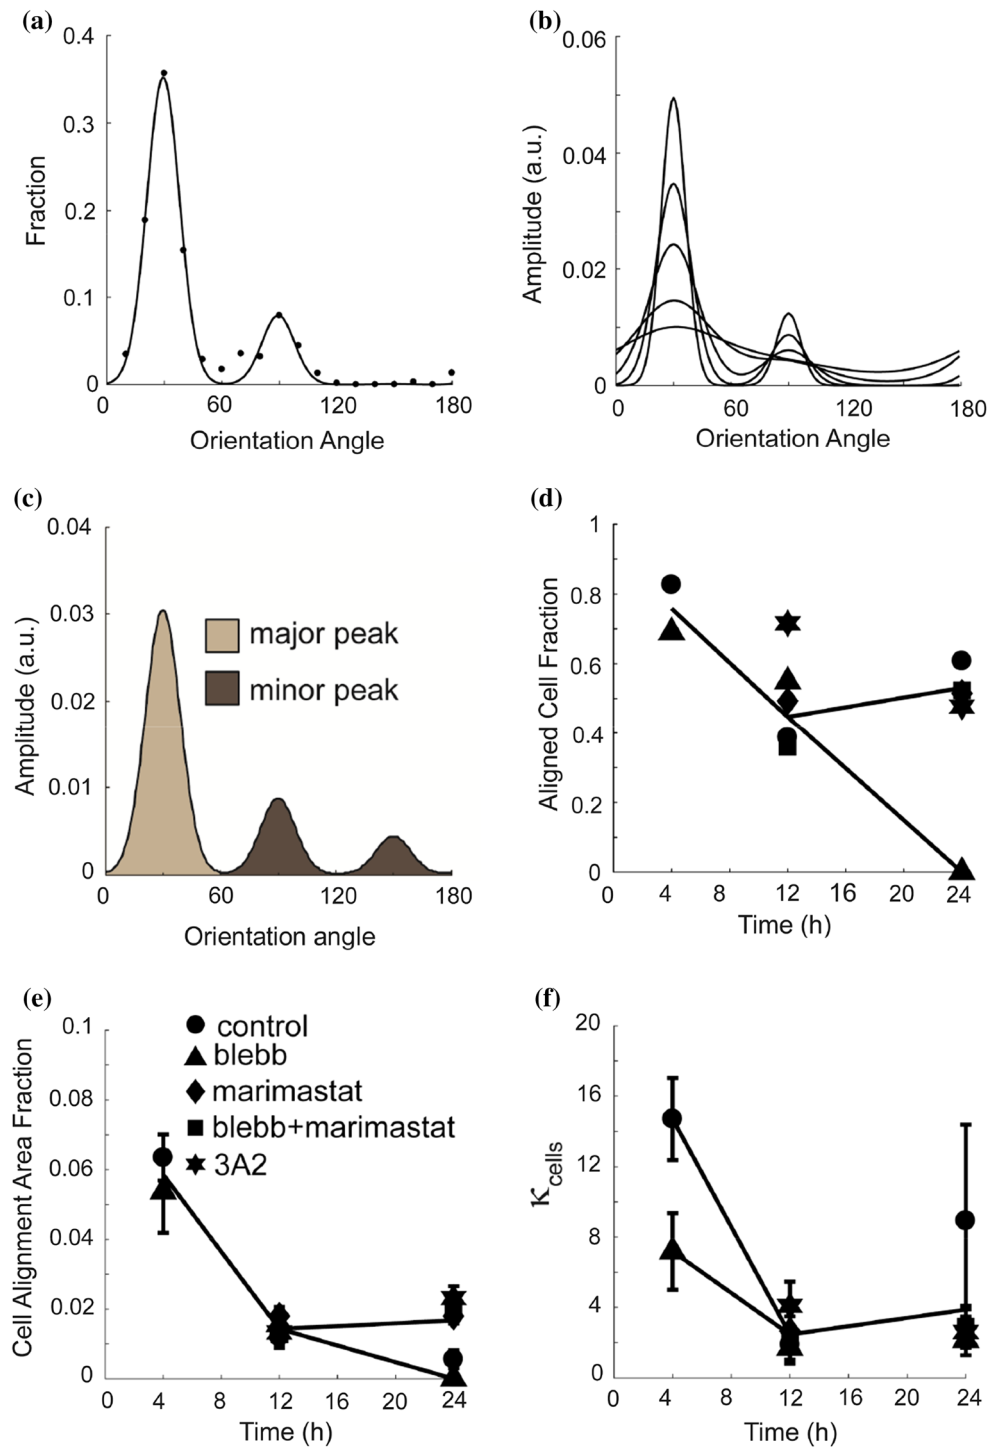 (a)
0.4
0.3
0.2
0.1
0
Fraction
0 60 120 180
Orientation Angle
(b)
0.06
0.04
0.02
0
Amplitude (a.u.)
0 60 120 180
Orientation Angle
(c)
0.04
0.03
0.02
0.01
0
Amplitude (a.u.)
major peak
minor peak
0 60 120 180
Orientation angle
(d)
1
0.8
0.6
0.4
0.2
0
Aligned Cell Fraction
0 4 8 12 16 20 24
Time (h)
(e)
0.1
0.08
0.06
0.04
0.02
0
Cell Alignment Area Fraction
control
blebb
marimastat
blebb+marimastat
3A2
0 4 8 12 16 20 24
Time (h)
(f)
20
16
12
8
4
0
κcells
0 4 8 12 16 20 24
Time (h)